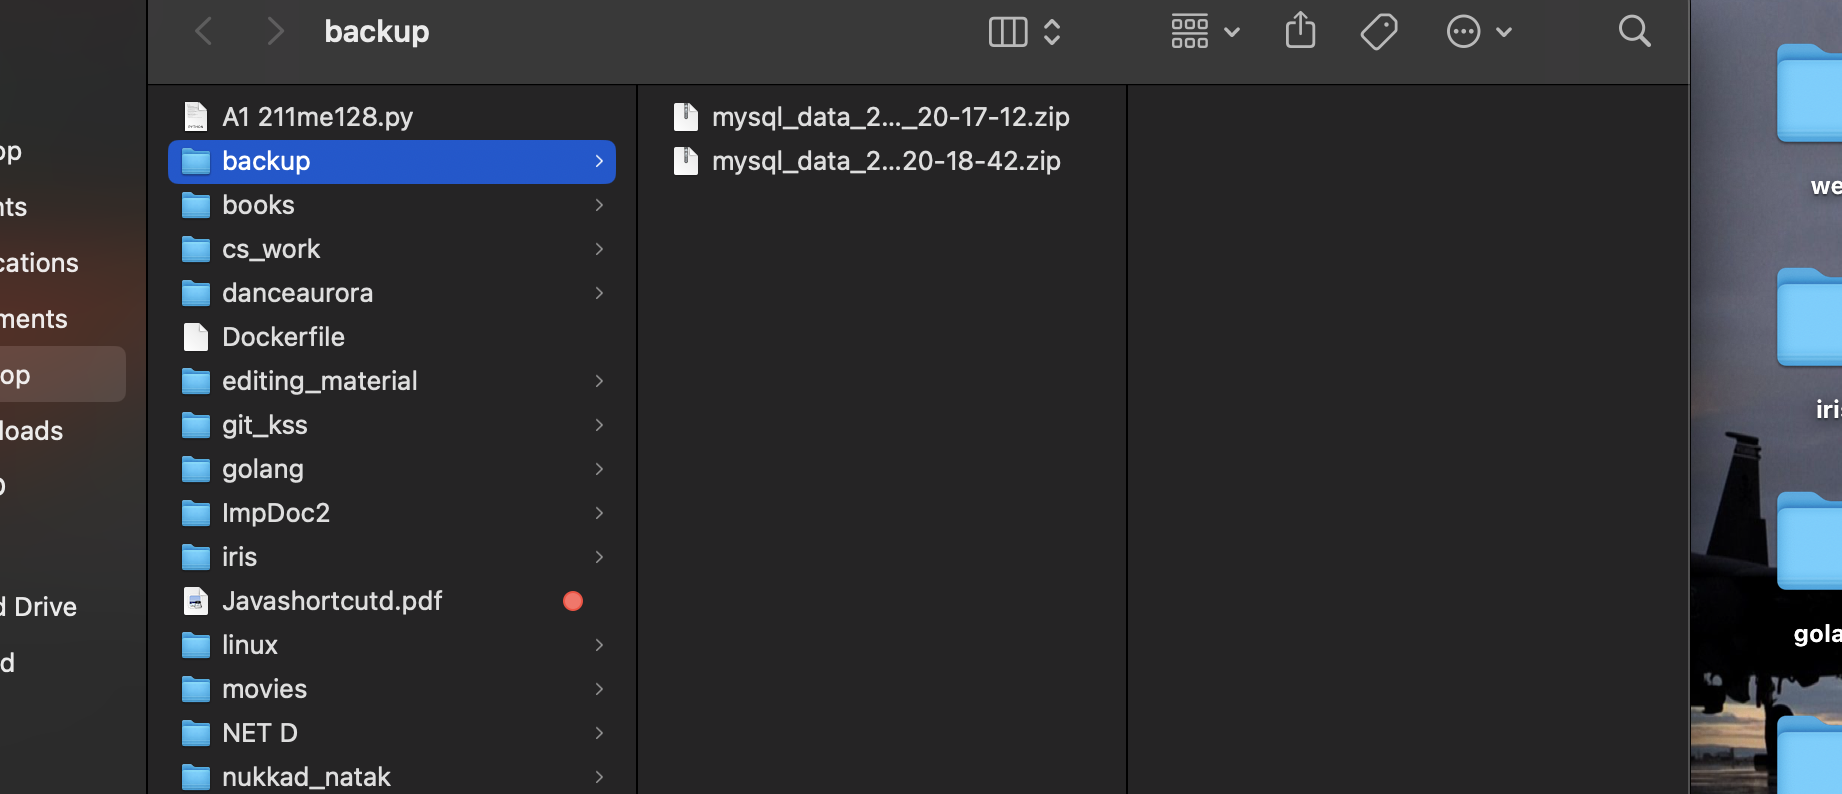 backup
op
nts
cations
ments
op
loads
d Drive
d
A1 211me128.py
backup
books
cs_work
danceaurora
Dockerfile
editing_material
git_kss
golang
ImpDoc2
iris
Javashortcutd.pdf
linux
movies
NET D
nukkad_natak
mysql_data_2..._20-17-12.zip
mysql_data_2...20-18-42.zip
we
iris
gola